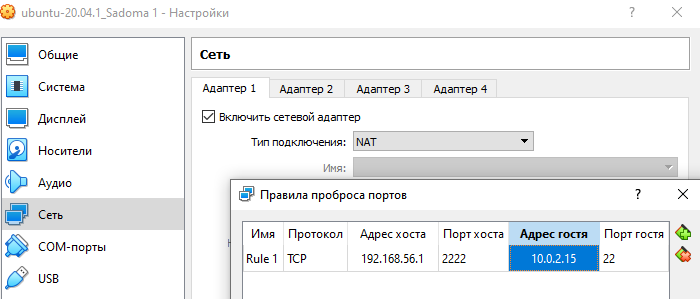 ubuntu-20.04.1_Sadoma 1 - Настройки
Общие
Система
Дисплей
Носители
Аудио
Сеть
COM-порты
USB
Сеть
Адаптер 1 Адаптер 2 Адаптер 3 Адаптер 4
Включить сетевой адаптер
Тип подключения: NAT
Имя:
Правила проброса портов
Имя Протокол Адрес хоста Порт хоста Адрес гостя Порт гостя
Rule 1 TCP 192.168.56.1 2222 10.0.2.15 22